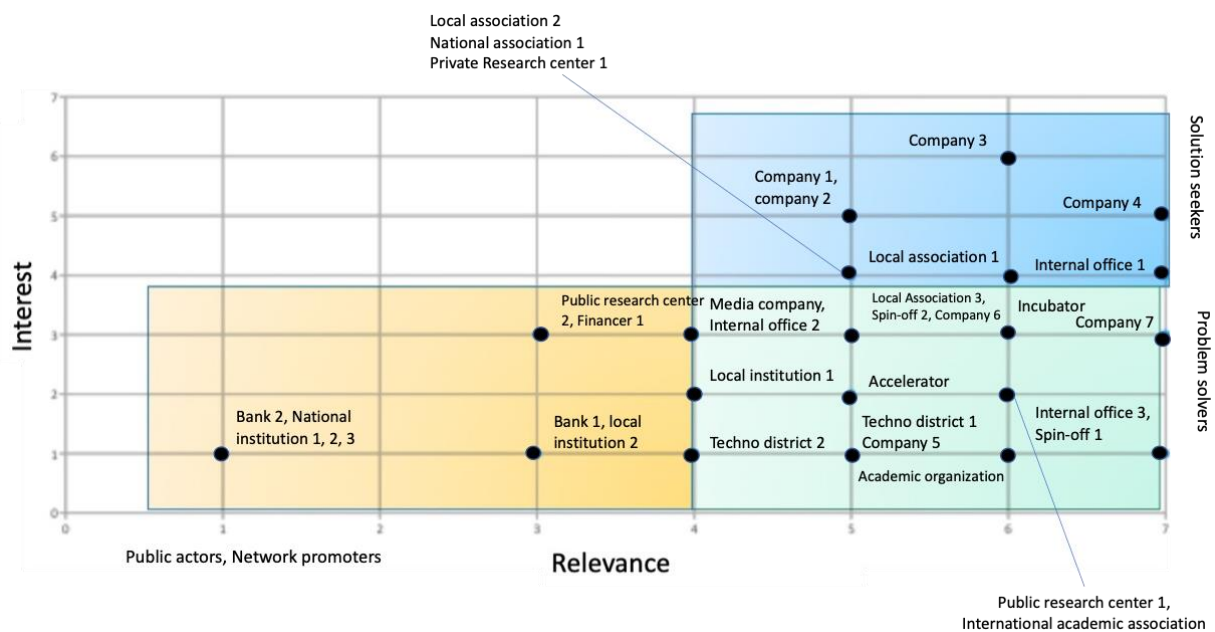 Local association 2
National association 1
Private Research center 1
7
6
5
4
3
2
1
0
Interest
Company 3
Company 1,
company 2
Company 4
Local association 1
Internal office 1
Solution seekers
Public research center
2, Financer 1
Media company,
Internal office 2
Local Association 3,
Spin-off 2, Company 6
Incubator
Company 7
Local institution 1
Accelerator
Bank 2, National
institution 1, 2, 3
Bank 1, local
institution 2
Techno district 2
Techno district 1
Company 5
Academic organization
Internal office 3,
Spin-off 1
Problem solvers
0 1 2 3 4 5 6 7
Public actors, Network promoters
Relevance
Public research center 1,
International academic association